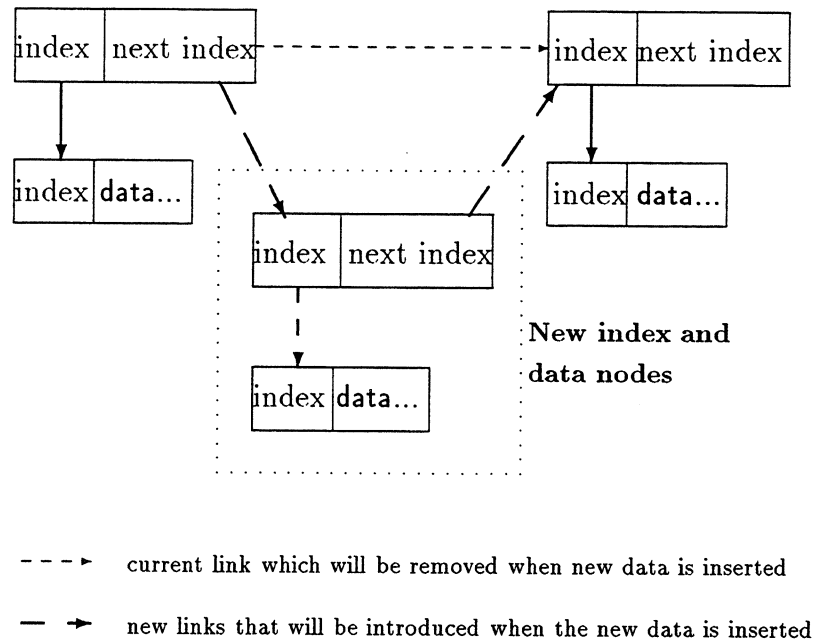 index next index
index next index
index data...
index data...
index next index
New index and
data nodes
index data...
current link which will be removed when new data is inserted
new links that will be introduced when the new data is inserted